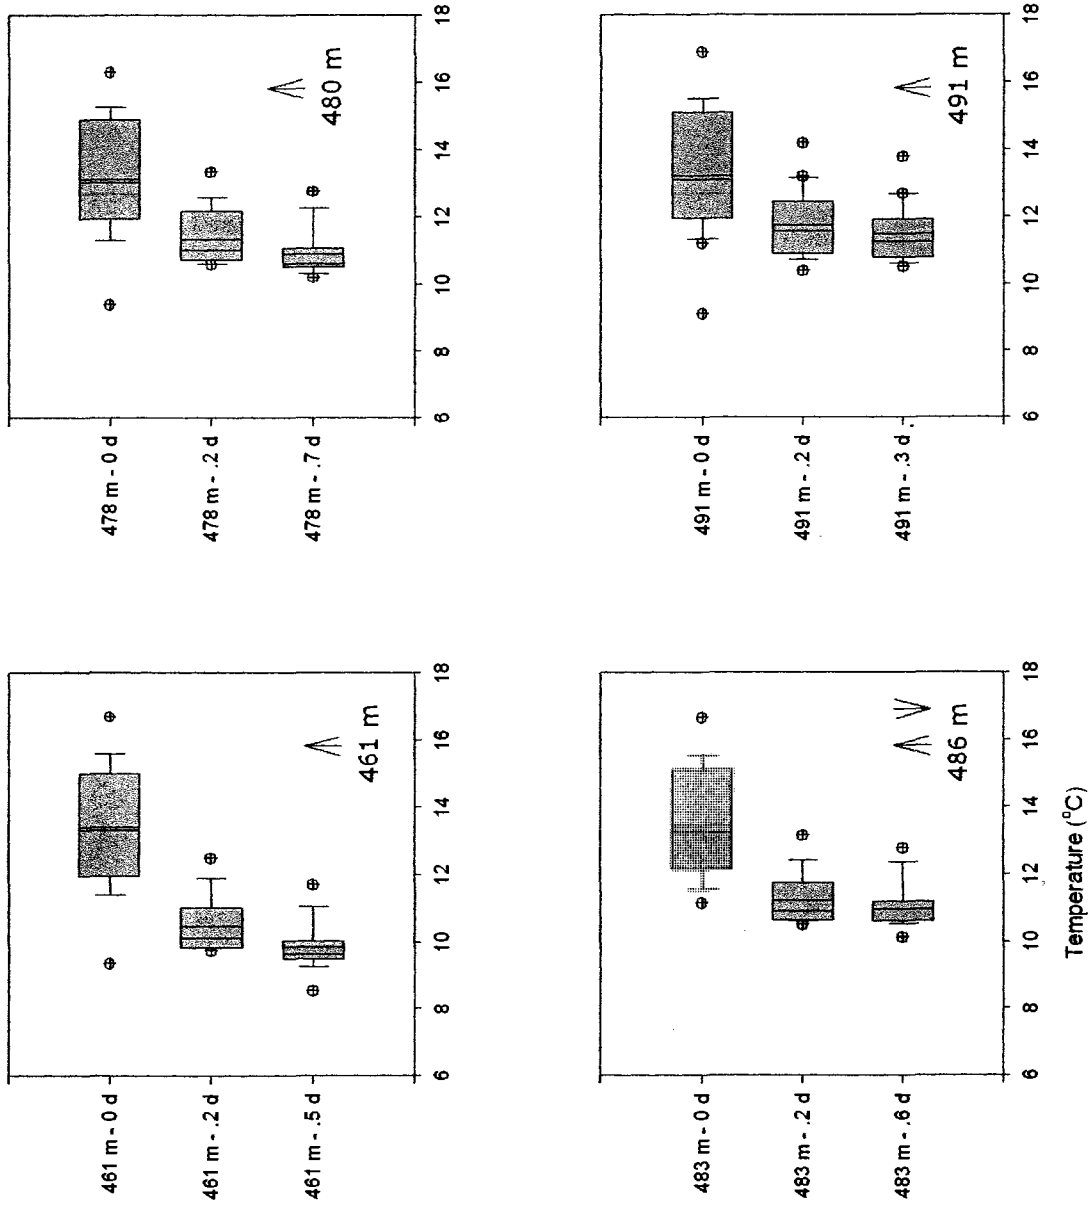 461 m - 0 d
461 m - .2 d
461 m - .5 d
461 m
6 8 10 12 14 16 18
478 m - 0 d
478 m - .2 d
478 m - .7 d
480 m
6 8 10 12 14 16 18
483 m - 0 d
483 m - .2 d
483 m - .6 d
486 m
6 8 10 12 14 16 18
Temperature (⁰C)
491 m - 0 d
491 m - .2 d
491 m - .3 d
491 m
6 8 10 12 14 16 18